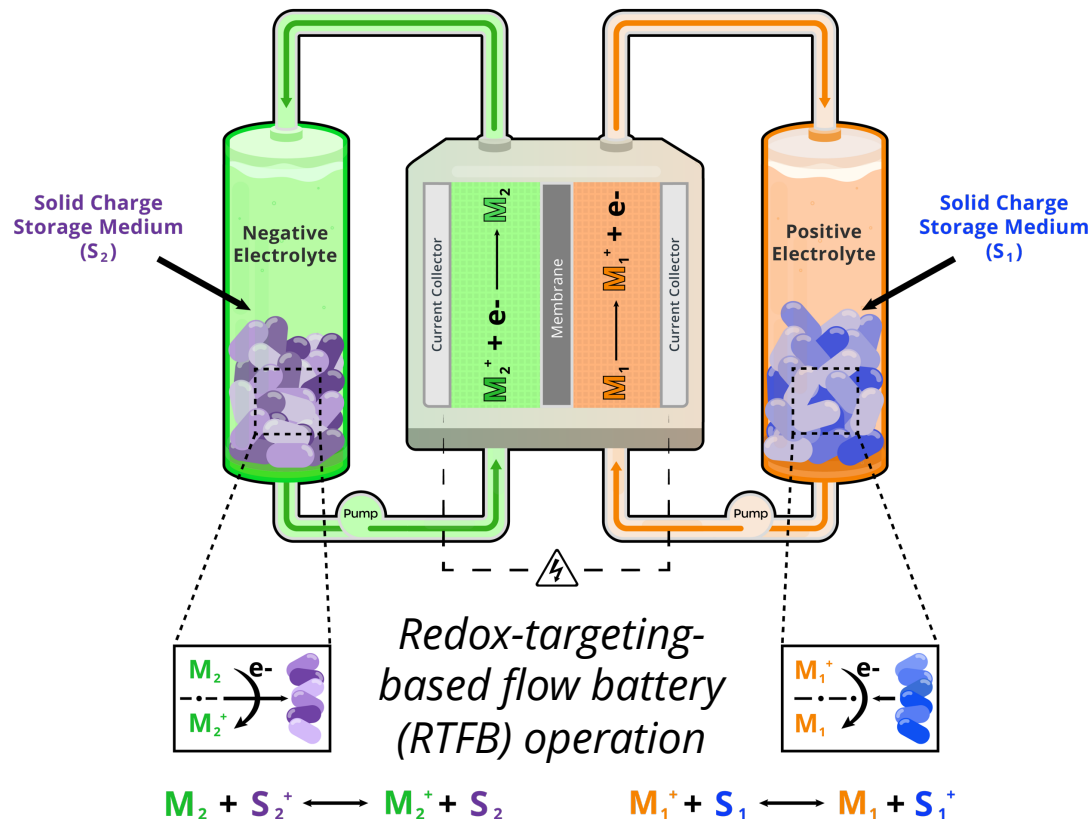 Solid Charge
Storage Medium
(S₂)
Negative
Electrolyte
Current Collector
M₂⁺ + e- → M₂
Membrane
M₁ → M₁⁺ + e-
Current Collector
Positive
Electrolyte
Solid Charge
Storage Medium
(S₁)
Pump
Pump
Redox-targeting-
based flow battery
(RTFB) operation
M₂
e-
M₂⁺
M₁⁺
e-
M₁
M₂ + S₂⁺ ↔ M₂⁺ + S₂
M₁⁺ + S₁ ↔ M₁ + S₁⁺